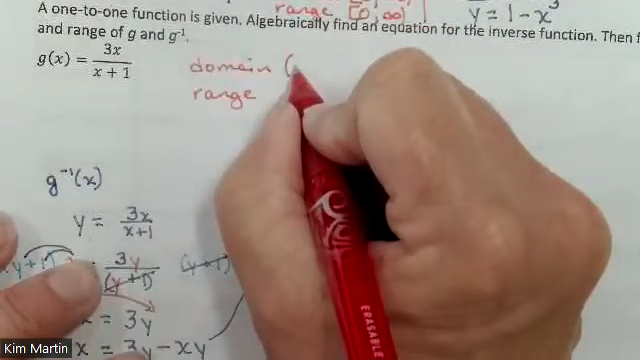 range [0, ∞)
y = 1 - x³
A one-to-one function is given. Algebraically find an equation for the inverse function. Then f
and range of g and g⁻¹.
g(x) = 3x / (x + 1)
domain (
range
g⁻¹(x)
y = 3x / (x+1)
3y / (y+1)
(y+1)
= 3y
x = 3y - xy
ERASABLE
Kim Martin